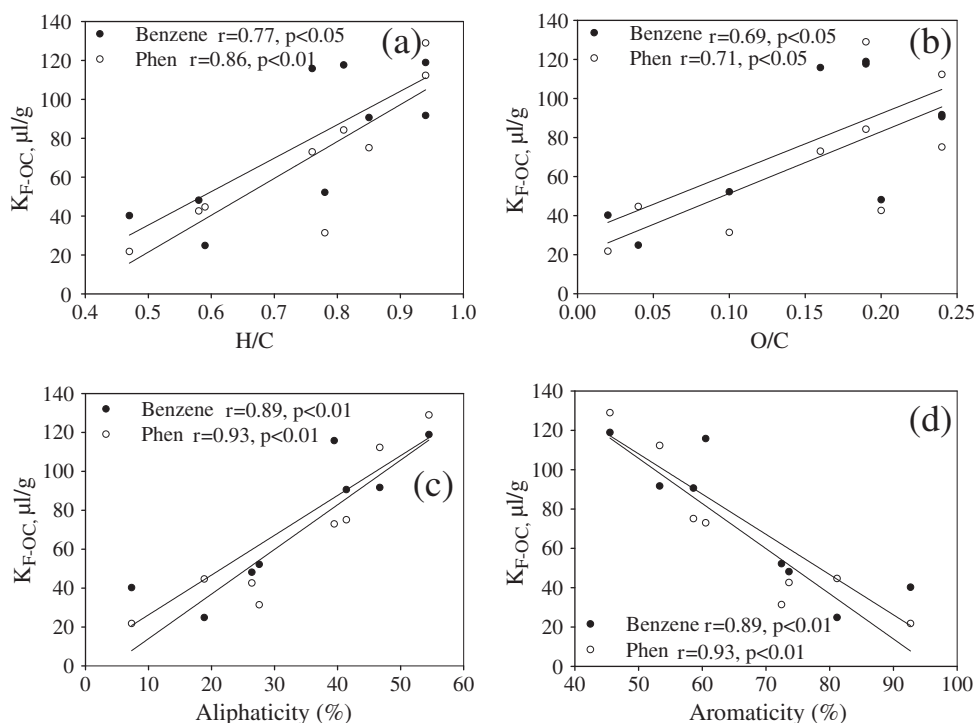 140
120
100
80
60
40
20
0
K_F-OC, µl/g
● Benzene r=0.77, p<0.05
○ Phen r=0.86, p<0.01
(a)
0.4 0.5 0.6 0.7 0.8 0.9 1.0
H/C
140
120
100
80
60
40
20
0
K_F-OC, µl/g
● Benzene r=0.69, p<0.05
○ Phen r=0.71, p<0.05
(b)
0.00 0.05 0.10 0.15 0.20 0.25
O/C
140
120
100
80
60
40
20
0
K_F-OC, µl/g
● Benzene r=0.89, p<0.01
○ Phen r=0.93, p<0.01
(c)
0 10 20 30 40 50 60
Aliphaticity (%)
140
120
100
80
60
40
20
0
K_F-OC, µl/g
(d)
● Benzene r=0.89, p<0.01
○ Phen r=0.93, p<0.01
40 50 60 70 80 90 100
Aromaticity (%)